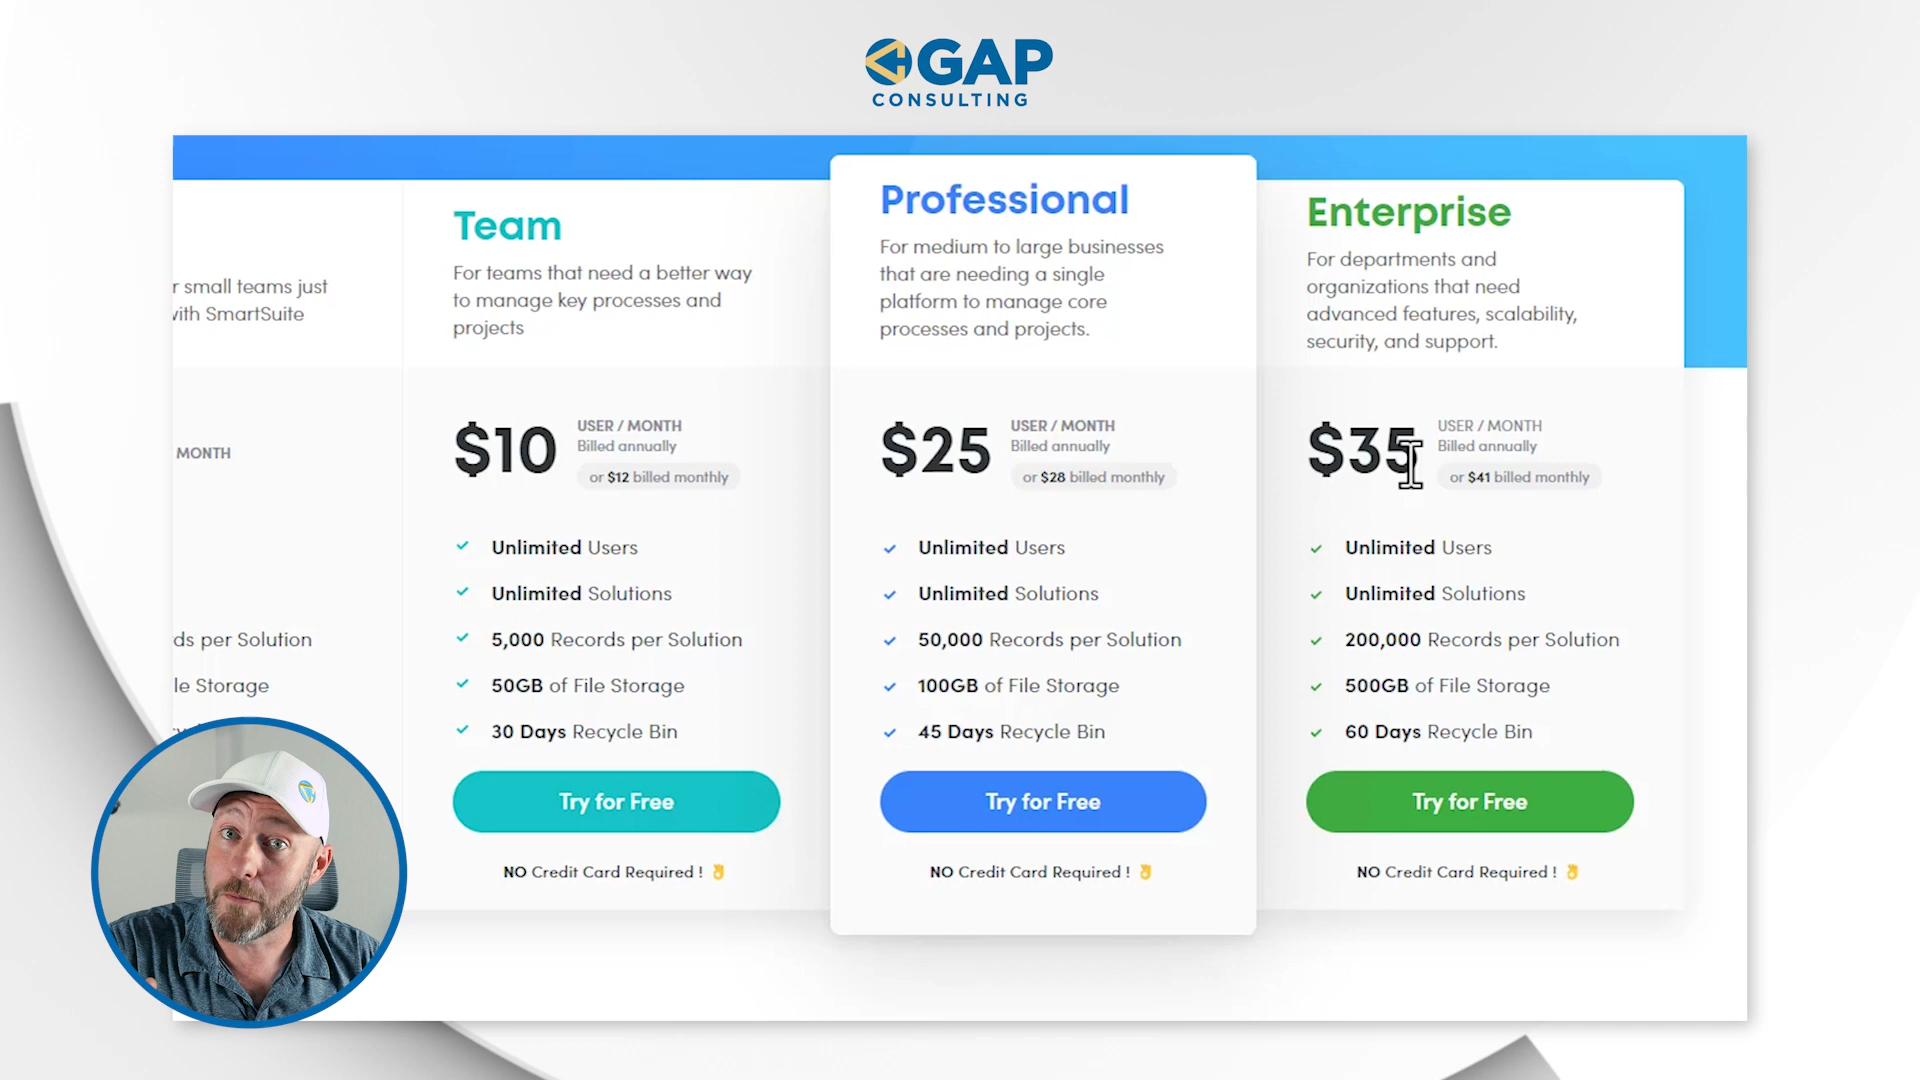 GAP
CONSULTING
r small teams just
with SmartSuite
MONTH
ds per Solution
le Storage
Team
For teams that need a better way
to manage key processes and
projects
$10
USER / MONTH
Billed annually
or $12 billed monthly
Unlimited Users
Unlimited Solutions
5,000 Records per Solution
50GB of File Storage
30 Days Recycle Bin
Try for Free
NO Credit Card Required !
Professional
For medium to large businesses
that are needing a single
platform to manage core
processes and projects.
$25
USER / MONTH
Billed annually
or $28 billed monthly
Unlimited Users
Unlimited Solutions
50,000 Records per Solution
100GB of File Storage
45 Days Recycle Bin
Try for Free
NO Credit Card Required !
Enterprise
For departments and
organizations that need
advanced features, scalability,
security, and support.
$35
USER / MONTH
Billed annually
or $41 billed monthly
Unlimited Users
Unlimited Solutions
200,000 Records per Solution
500GB of File Storage
60 Days Recycle Bin
Try for Free
NO Credit Card Required !